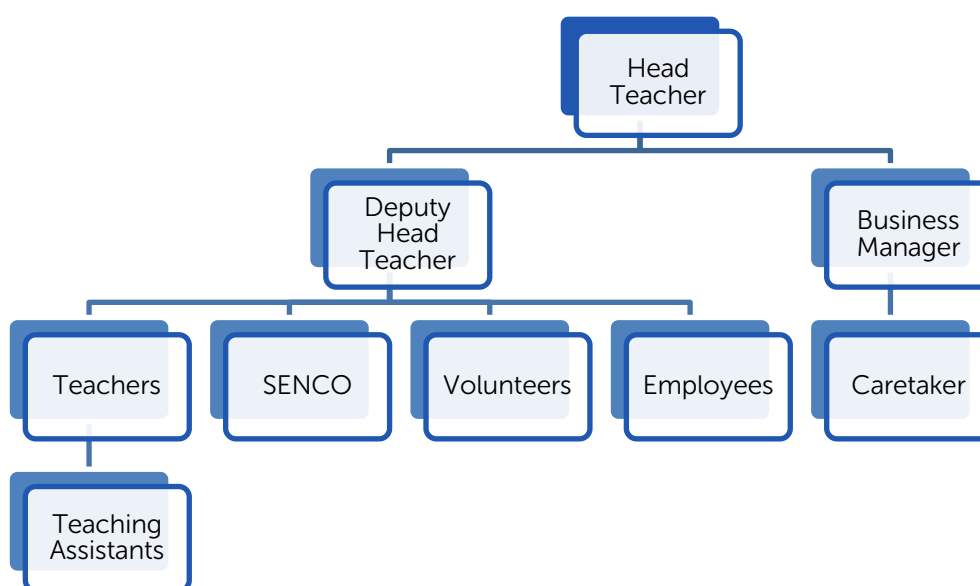 Head
Teacher
Deputy
Head
Teacher
Business
Manager
Teachers
SENCO
Volunteers
Employees
Caretaker
Teaching
Assistants